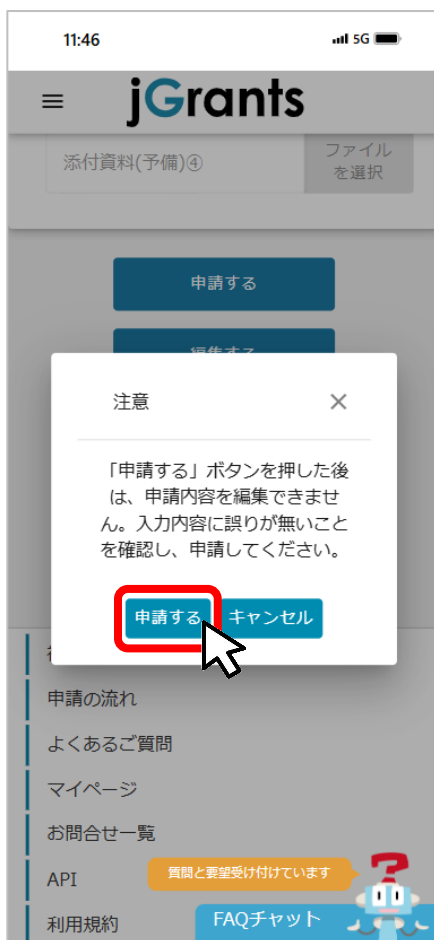 11:46
5G
jGrants
添付資料(予備)④
ファイル
を選択
申請する
編集する
注意
「申請する」ボタンを押した後
は、申請内容を編集できませ
ん。入力内容に誤りが無いこと
を確認し、申請してください。
申請する
キャンセル
申請の流れ
よくあるご質問
マイページ
お問合せ一覧
API
質問と要望受け付けています
利用規約
FAQチャット